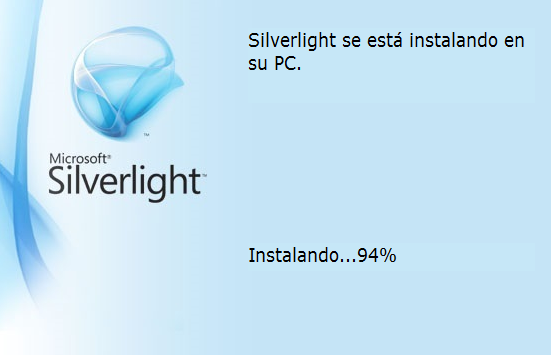 Silverlight se está instalando en
su PC.
Microsoft®
Silverlight™
Instalando...94%